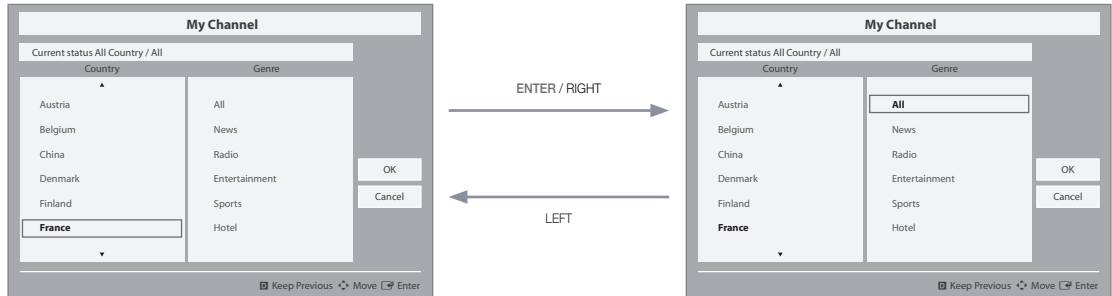 My Channel
Current status All Country / All
Country Genre
Austria All
Belgium News
China Radio
Denmark Entertainment
Finland Sports
France Hotel
OK
Cancel
D Keep Previous Move Enter
ENTER / RIGHT
LEFT
My Channel
Current status All Country / All
Country Genre
Austria All
Belgium News
China Radio
Denmark Entertainment
Finland Sports
France Hotel
OK
Cancel
D Keep Previous Move Enter